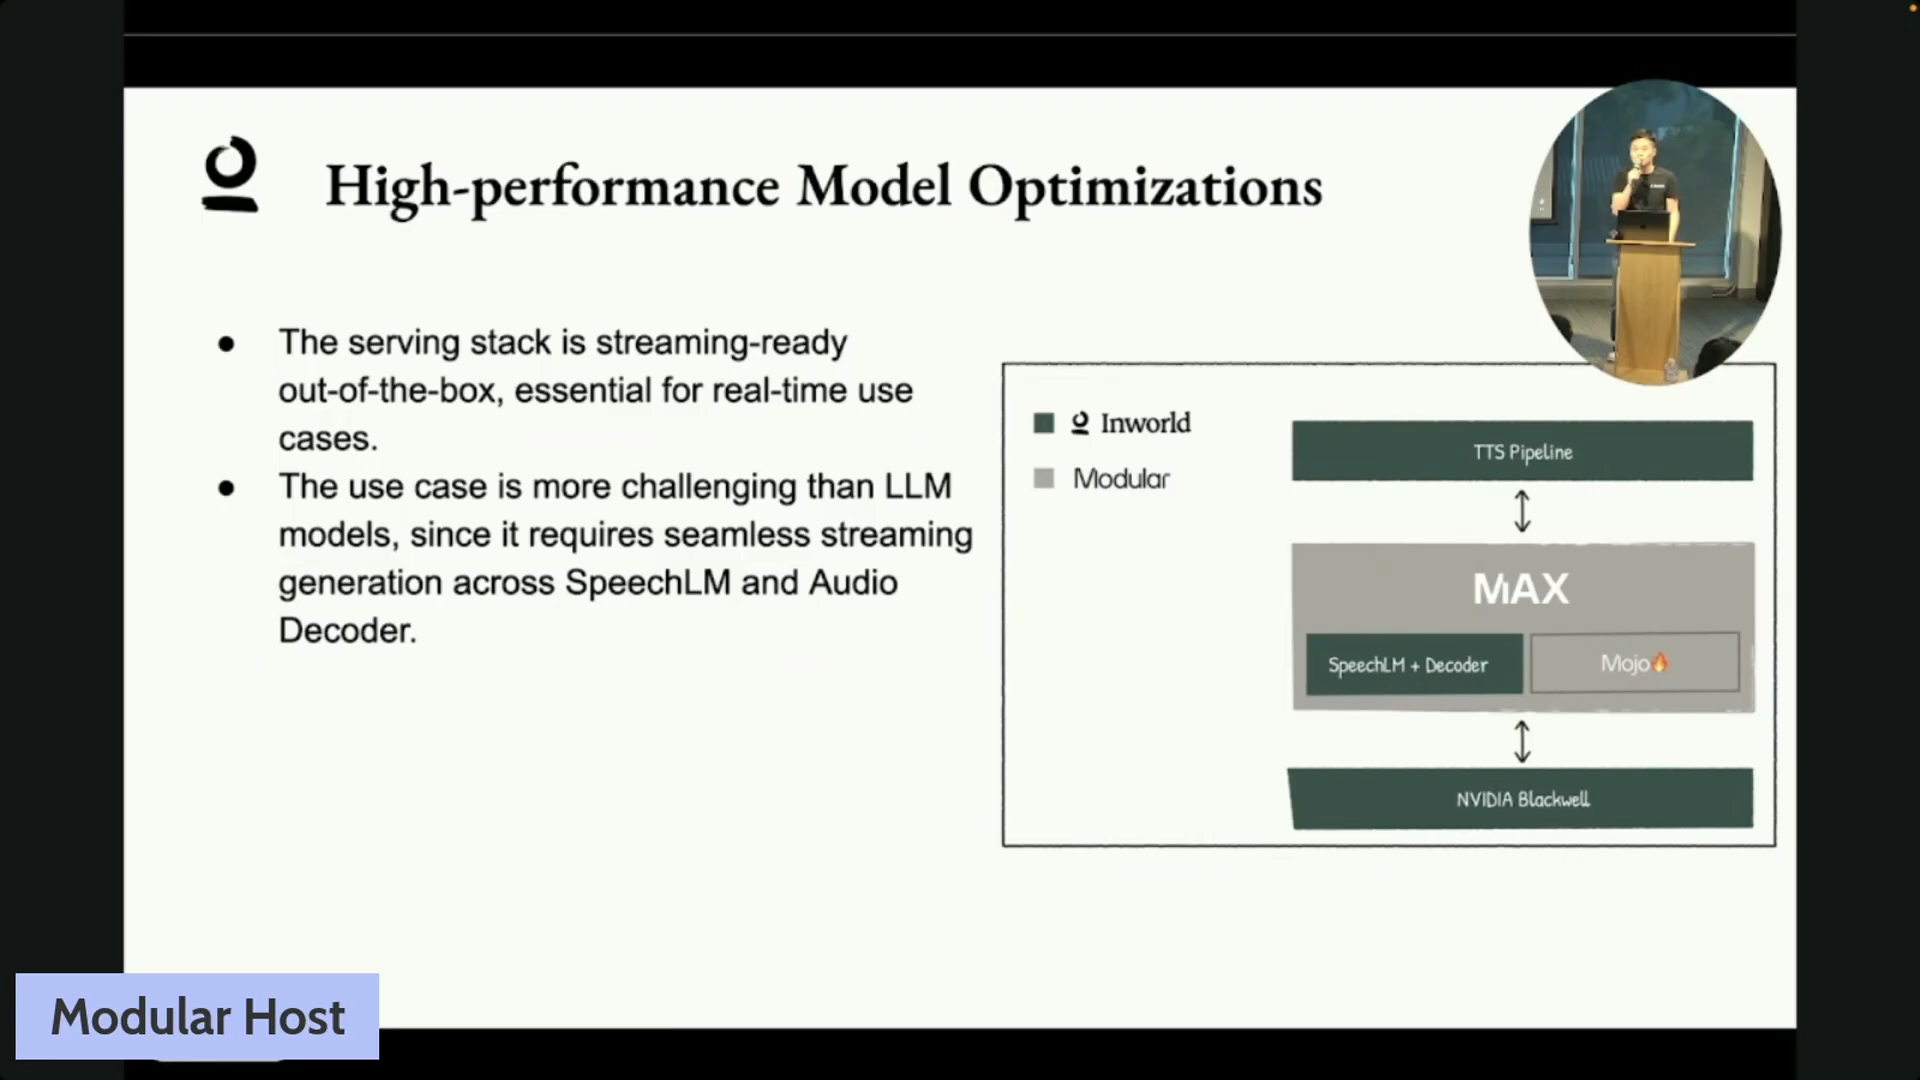 High-performance Model Optimizations
● The serving stack is streaming-ready
out-of-the-box, essential for real-time use
cases.
● The use case is more challenging than LLM
models, since it requires seamless streaming
generation across SpeechLM and Audio
Decoder.
Inworld
Modular
TTS Pipeline
MAX
SpeechLM + Decoder
Mojo🔥
NVIDIA Blackwell
Modular Host